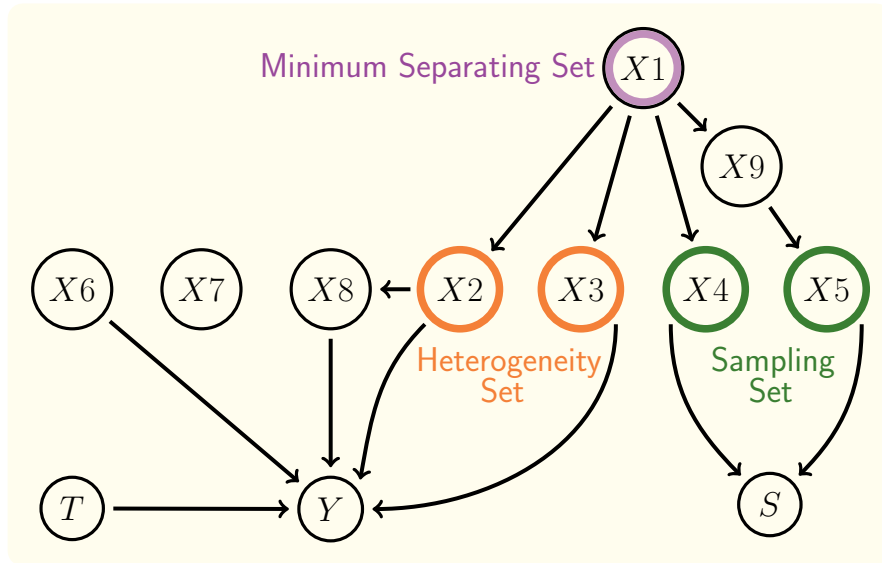 Minimum Separating Set
X1
X9
X6
X7
X8
X2
X3
X4
X5
Heterogeneity
Set
Sampling
Set
T
Y
S